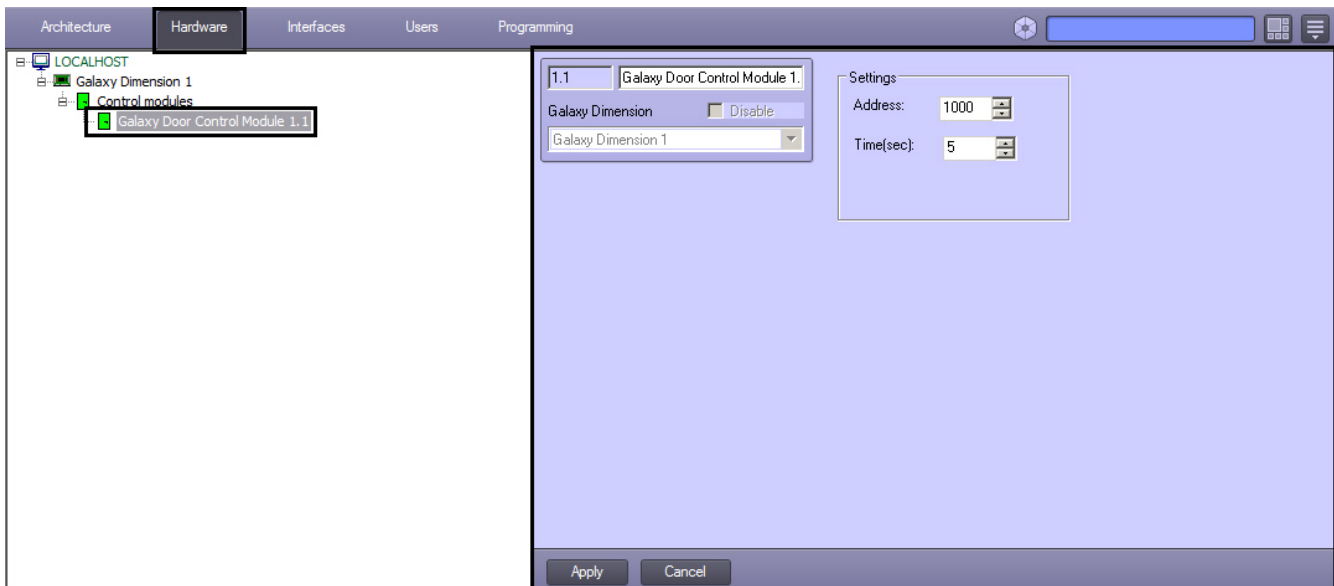 Architecture Hardware Interfaces Users Programming
LOCALHOST
Galaxy Dimension 1
Control modules
Galaxy Door Control Module 1.1
1.1 Galaxy Door Control Module 1.
Galaxy Dimension Disable
Galaxy Dimension 1
Settings
Address: 1000
Time(sec): 5
Apply Cancel